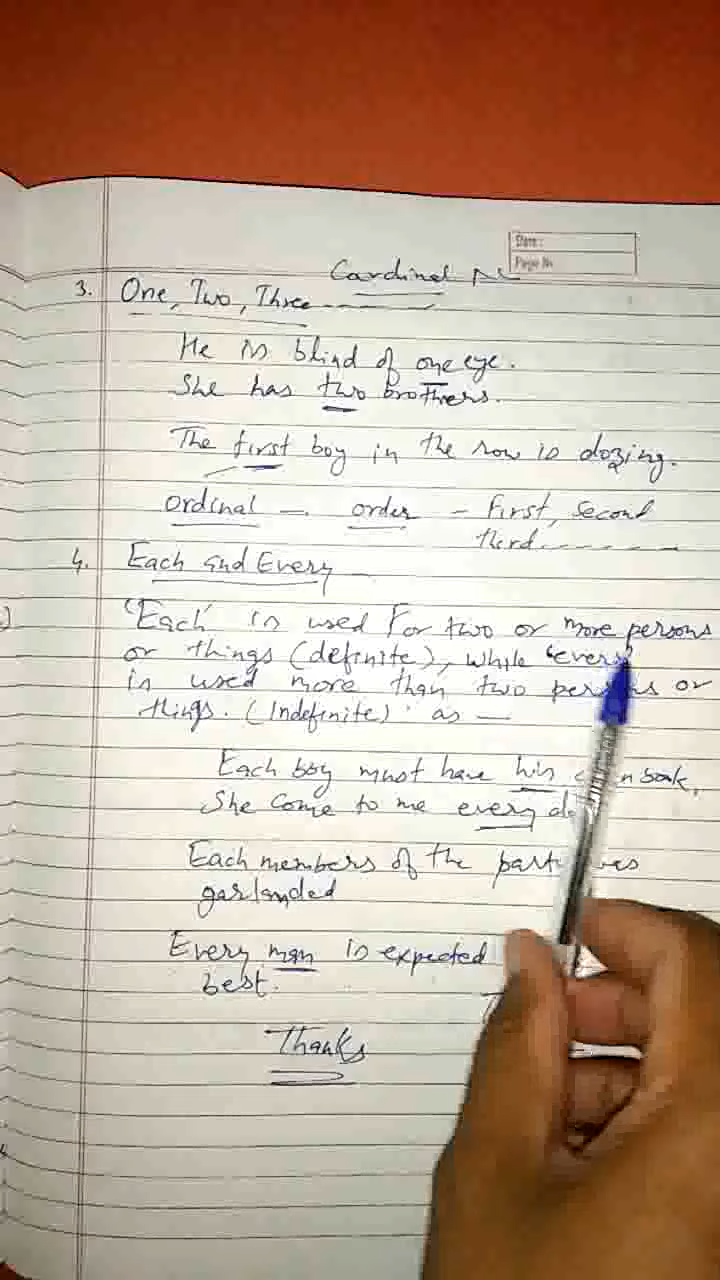 Date :
Page No
Cardinal N
3. One, Two, Three------
He is blind of one eye.
She has two brothers.
The first boy in the row is dozing.
ordinal — order - First, Second
third------
4. Each and Every
'Each' is used For two or more persons
or things (definite), while 'every'
is used more than two persons or
things. (Indefinite) as —
Each boy must have his book.
She come to me every
Each members of the party was
garlanded
Every man is expected
best.
Thanks